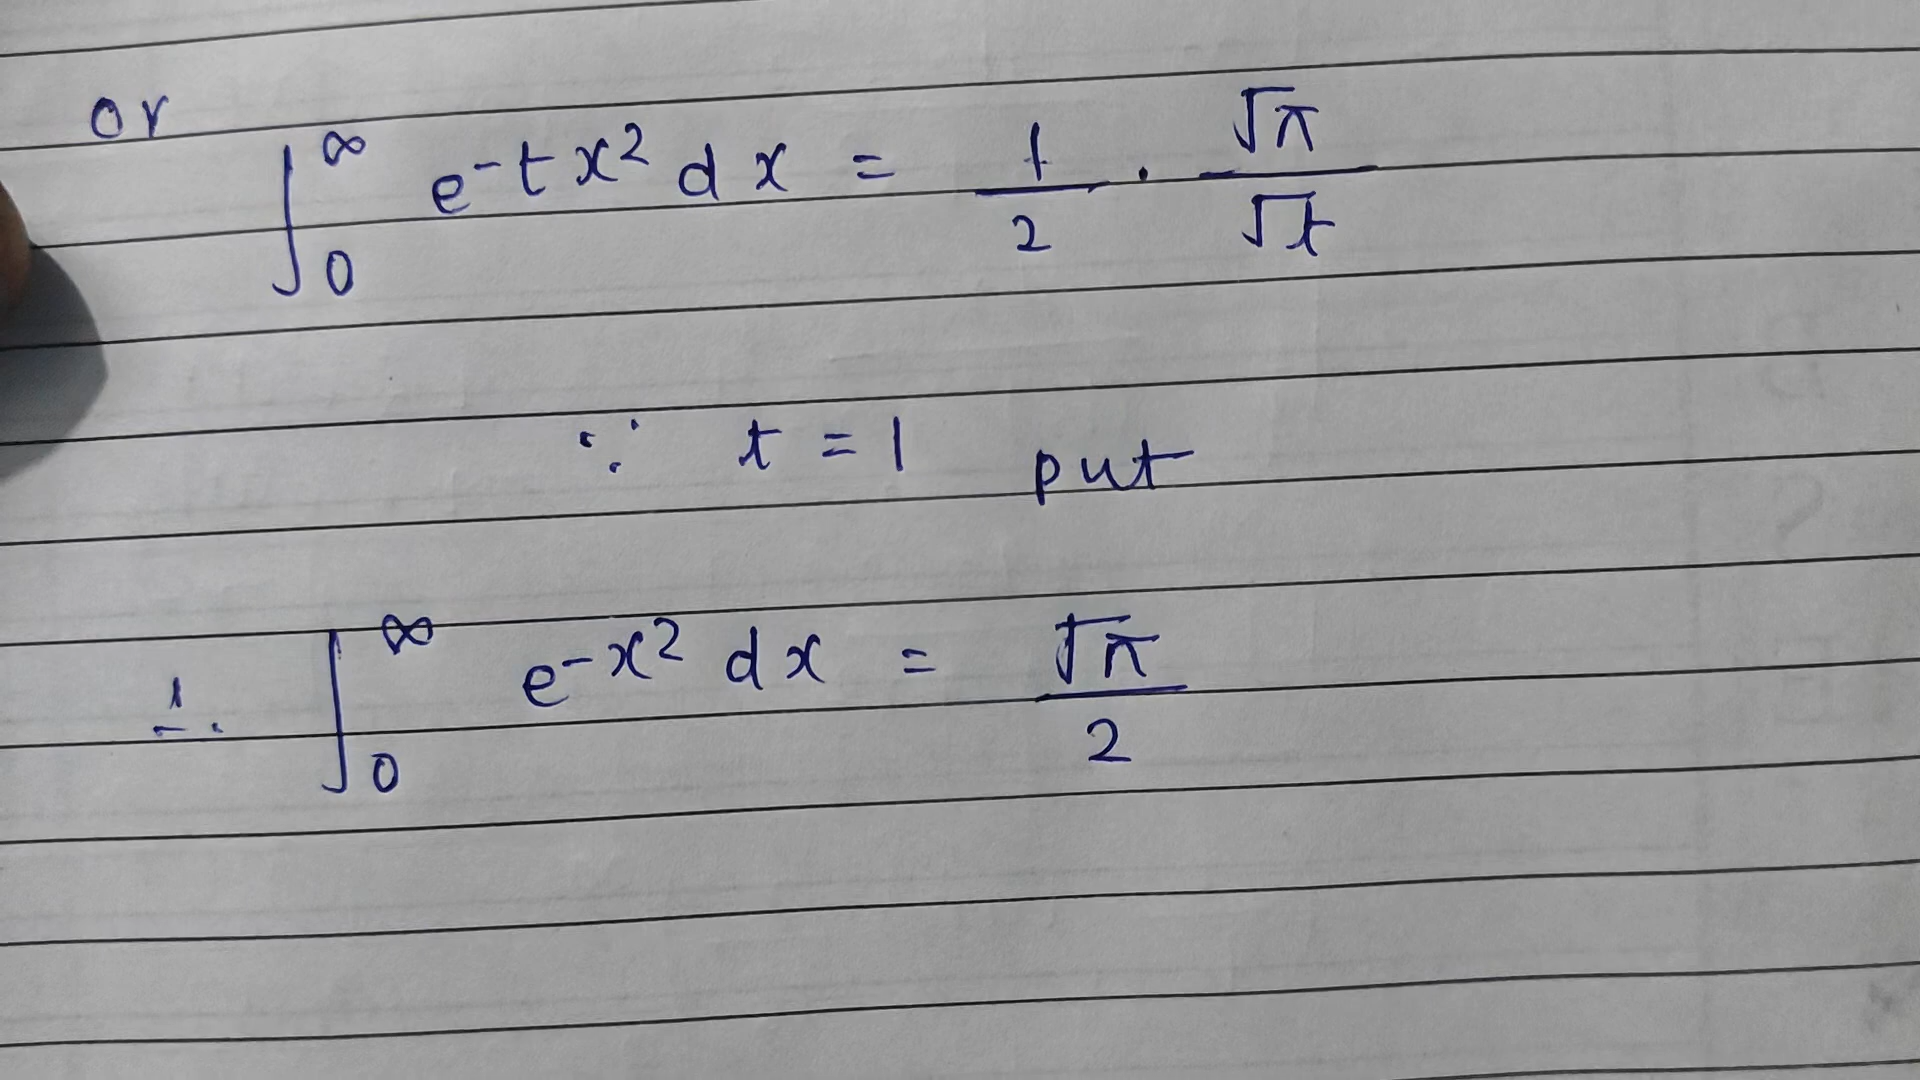 or ∫₀^∞ e^{-tx²} dx = 1/2 · √π/√t
∵ t = 1 put
∴ ∫₀^∞ e^{-x²} dx = √π/2